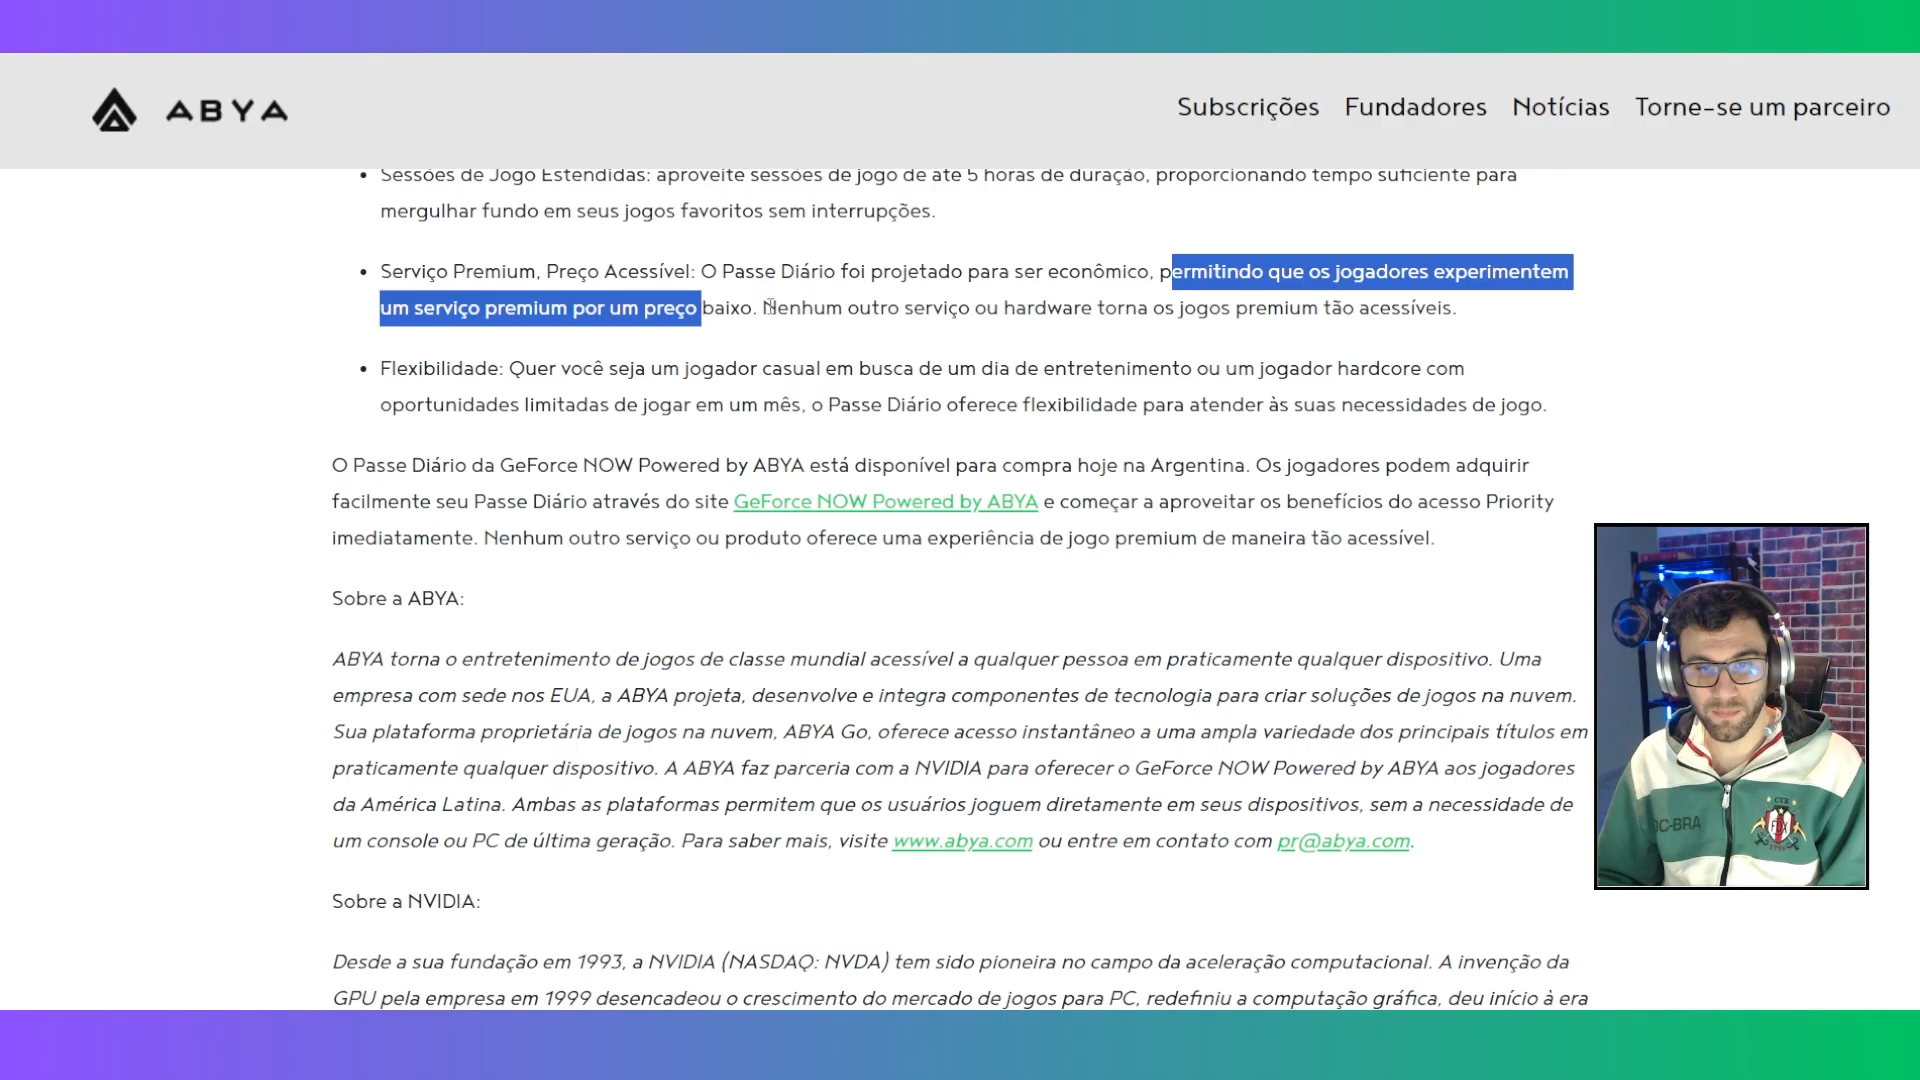 ABYA
Subscrições Fundadores Notícias Torne-se um parceiro
Sessões de Jogo Estendidas: aproveite sessões de jogo de até 5 horas de duração, proporcionando tempo suficiente para
mergulhar fundo em seus jogos favoritos sem interrupções.
Serviço Premium, Preço Acessível: O Passe Diário foi projetado para ser econômico, permitindo que os jogadores experimentem
um serviço premium por um preço baixo. Nenhum outro serviço ou hardware torna os jogos premium tão acessíveis.
Flexibilidade: Quer você seja um jogador casual em busca de um dia de entretenimento ou um jogador hardcore com
oportunidades limitadas de jogar em um mês, o Passe Diário oferece flexibilidade para atender às suas necessidades de jogo.
O Passe Diário da GeForce NOW Powered by ABYA está disponível para compra hoje na Argentina. Os jogadores podem adquirir
facilmente seu Passe Diário através do site GeForce NOW Powered by ABYA e começar a aproveitar os benefícios do acesso Priority
imediatamente. Nenhum outro serviço ou produto oferece uma experiência de jogo premium de maneira tão acessível.
Sobre a ABYA:
ABYA torna o entretenimento de jogos de classe mundial acessível a qualquer pessoa em praticamente qualquer dispositivo. Uma
empresa com sede nos EUA, a ABYA projeta, desenvolve e integra componentes de tecnologia para criar soluções de jogos na nuvem.
Sua plataforma proprietária de jogos na nuvem, ABYA Go, oferece acesso instantâneo a uma ampla variedade dos principais títulos em
praticamente qualquer dispositivo. A ABYA faz parceria com a NVIDIA para oferecer o GeForce NOW Powered by ABYA aos jogadores
da América Latina. Ambas as plataformas permitem que os usuários joguem diretamente em seus dispositivos, sem a necessidade de
um console ou PC de última geração. Para saber mais, visite www.abya.com ou entre em contato com pr@abya.com.
Sobre a NVIDIA:
Desde a sua fundação em 1993, a NVIDIA (NASDAQ: NVDA) tem sido pioneira no campo da aceleração computacional. A invenção da
GPU pela empresa em 1999 desencadeou o crescimento do mercado de jogos para PC, redefiniu a computação gráfica, deu início à era